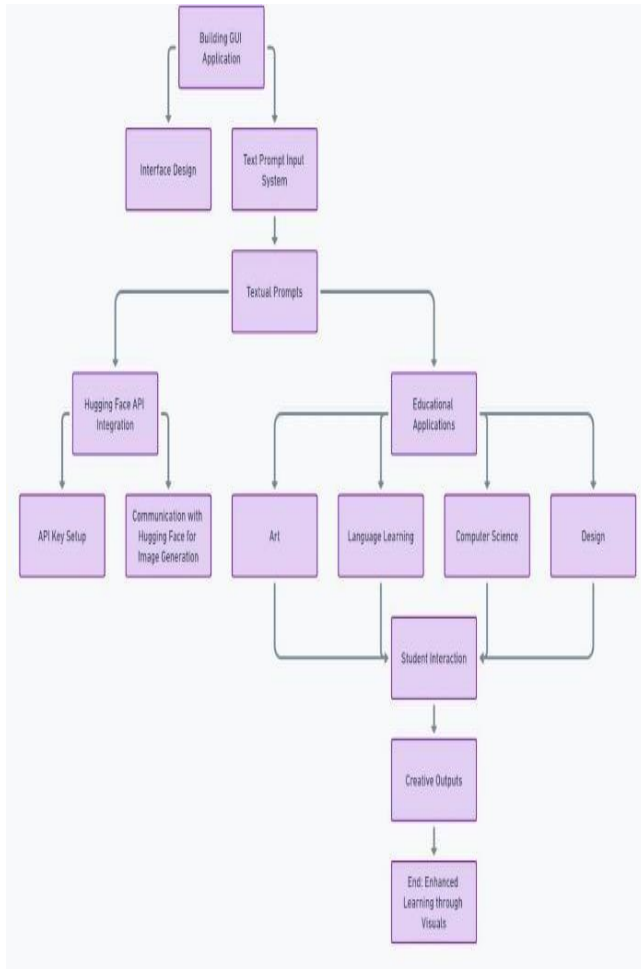 Building GUI
Application
Interface Design
Text Prompt Input
System
Textual Prompts
Hugging Face API
Integration
Educational
Applications
API Key Setup
Communication with
Hugging Face for
Image Generation
Art
Language Learning
Computer Science
Design
Student Interaction
Creative Outputs
End: Enhanced
Learning through
Visuals